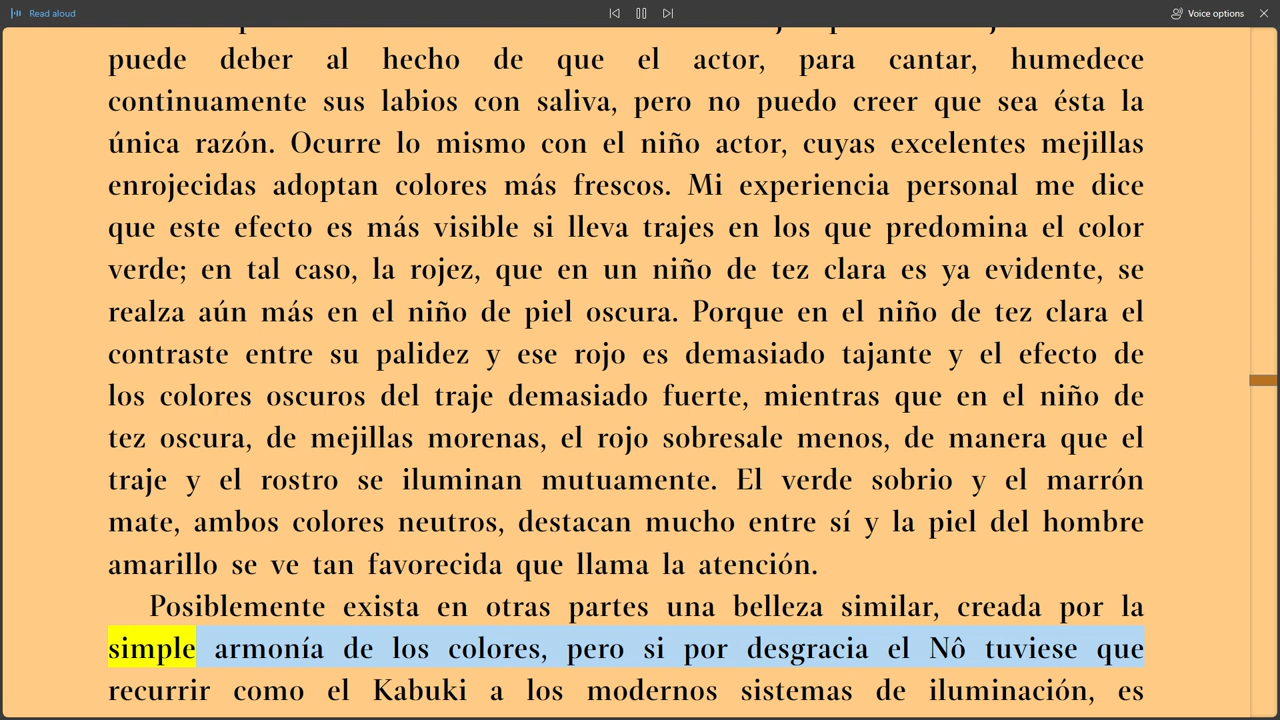 Read aloud
Voice options
puede deber al hecho de que el actor, para cantar, humedece
continuamente sus labios con saliva, pero no puedo creer que sea ésta la
única razón. Ocurre lo mismo con el niño actor, cuyas excelentes mejillas
enrojecidas adoptan colores más frescos. Mi experiencia personal me dice
que este efecto es más visible si lleva trajes en los que predomina el color
verde; en tal caso, la rojez, que en un niño de tez clara es ya evidente, se
realza aún más en el niño de piel oscura. Porque en el niño de tez clara el
contraste entre su palidez y ese rojo es demasiado tajante y el efecto de
los colores oscuros del traje demasiado fuerte, mientras que en el niño de
tez oscura, de mejillas morenas, el rojo sobresale menos, de manera que el
traje y el rostro se iluminan mutuamente. El verde sobrio y el marrón
mate, ambos colores neutros, destacan mucho entre sí y la piel del hombre
amarillo se ve tan favorecida que llama la atención.
Posiblemente exista en otras partes una belleza similar, creada por la
simple armonía de los colores, pero si por desgracia el Nô tuviese que
recurrir como el Kabuki a los modernos sistemas de iluminación, es